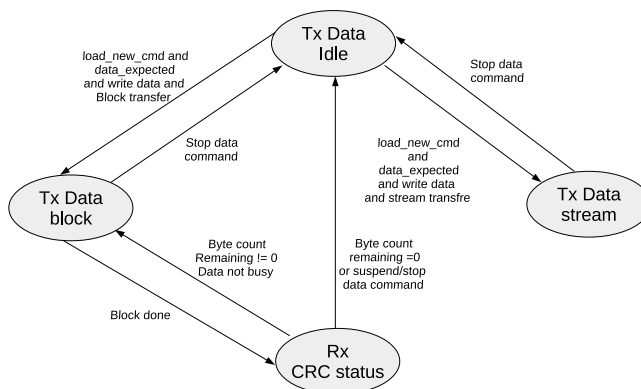 Tx Data
Idle
load_new_cmd and
data_expected
and write data and
Block transfer
Stop data
command
Stop data
command
load_new_cmd
and
data_expected
and write data
and stream transfre
Tx Data
block
Tx Data
stream
Byte count
Remaining != 0
Data not busy
Byte count
remaining =0
or suspend/stop
data command
Block done
Rx
CRC status